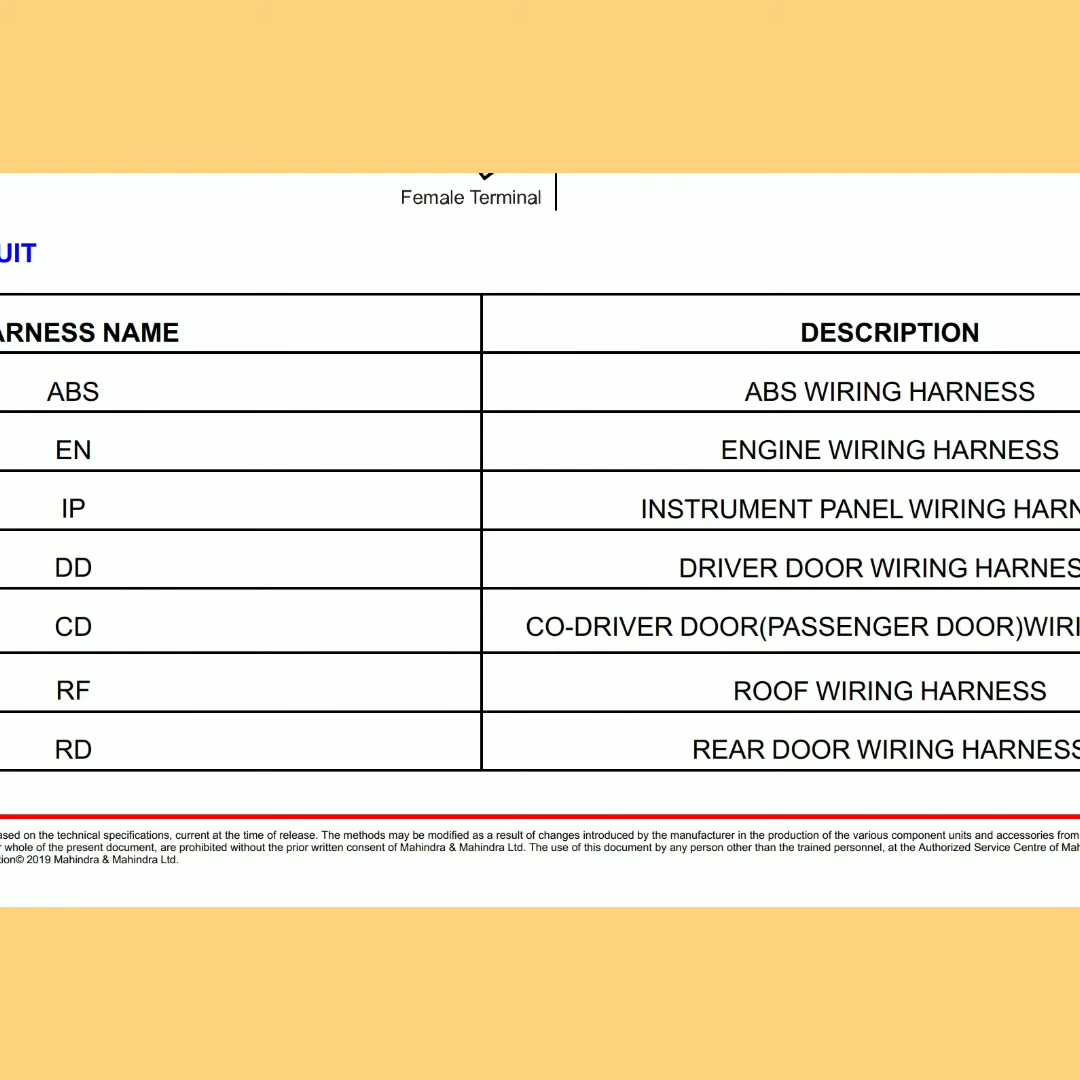 Female Terminal
UIT
ARNESS NAME DESCRIPTION
ABS ABS WIRING HARNESS
EN ENGINE WIRING HARNESS
IP INSTRUMENT PANEL WIRING HARN
DD DRIVER DOOR WIRING HARNES
CD CO-DRIVER DOOR(PASSENGER DOOR)WIRI
RF ROOF WIRING HARNESS
RD REAR DOOR WIRING HARNESS
ased on the technical specifications, current at the time of release. The methods may be modified as a result of changes introduced by the manufacturer in the production of the various component units and accessories from
r whole of the present document, are prohibited without the prior written consent of Mahindra & Mahindra Ltd. The use of this document by any person other than the trained personnel, at the Authorized Service Centre of Mah
tion© 2019 Mahindra & Mahindra Ltd.